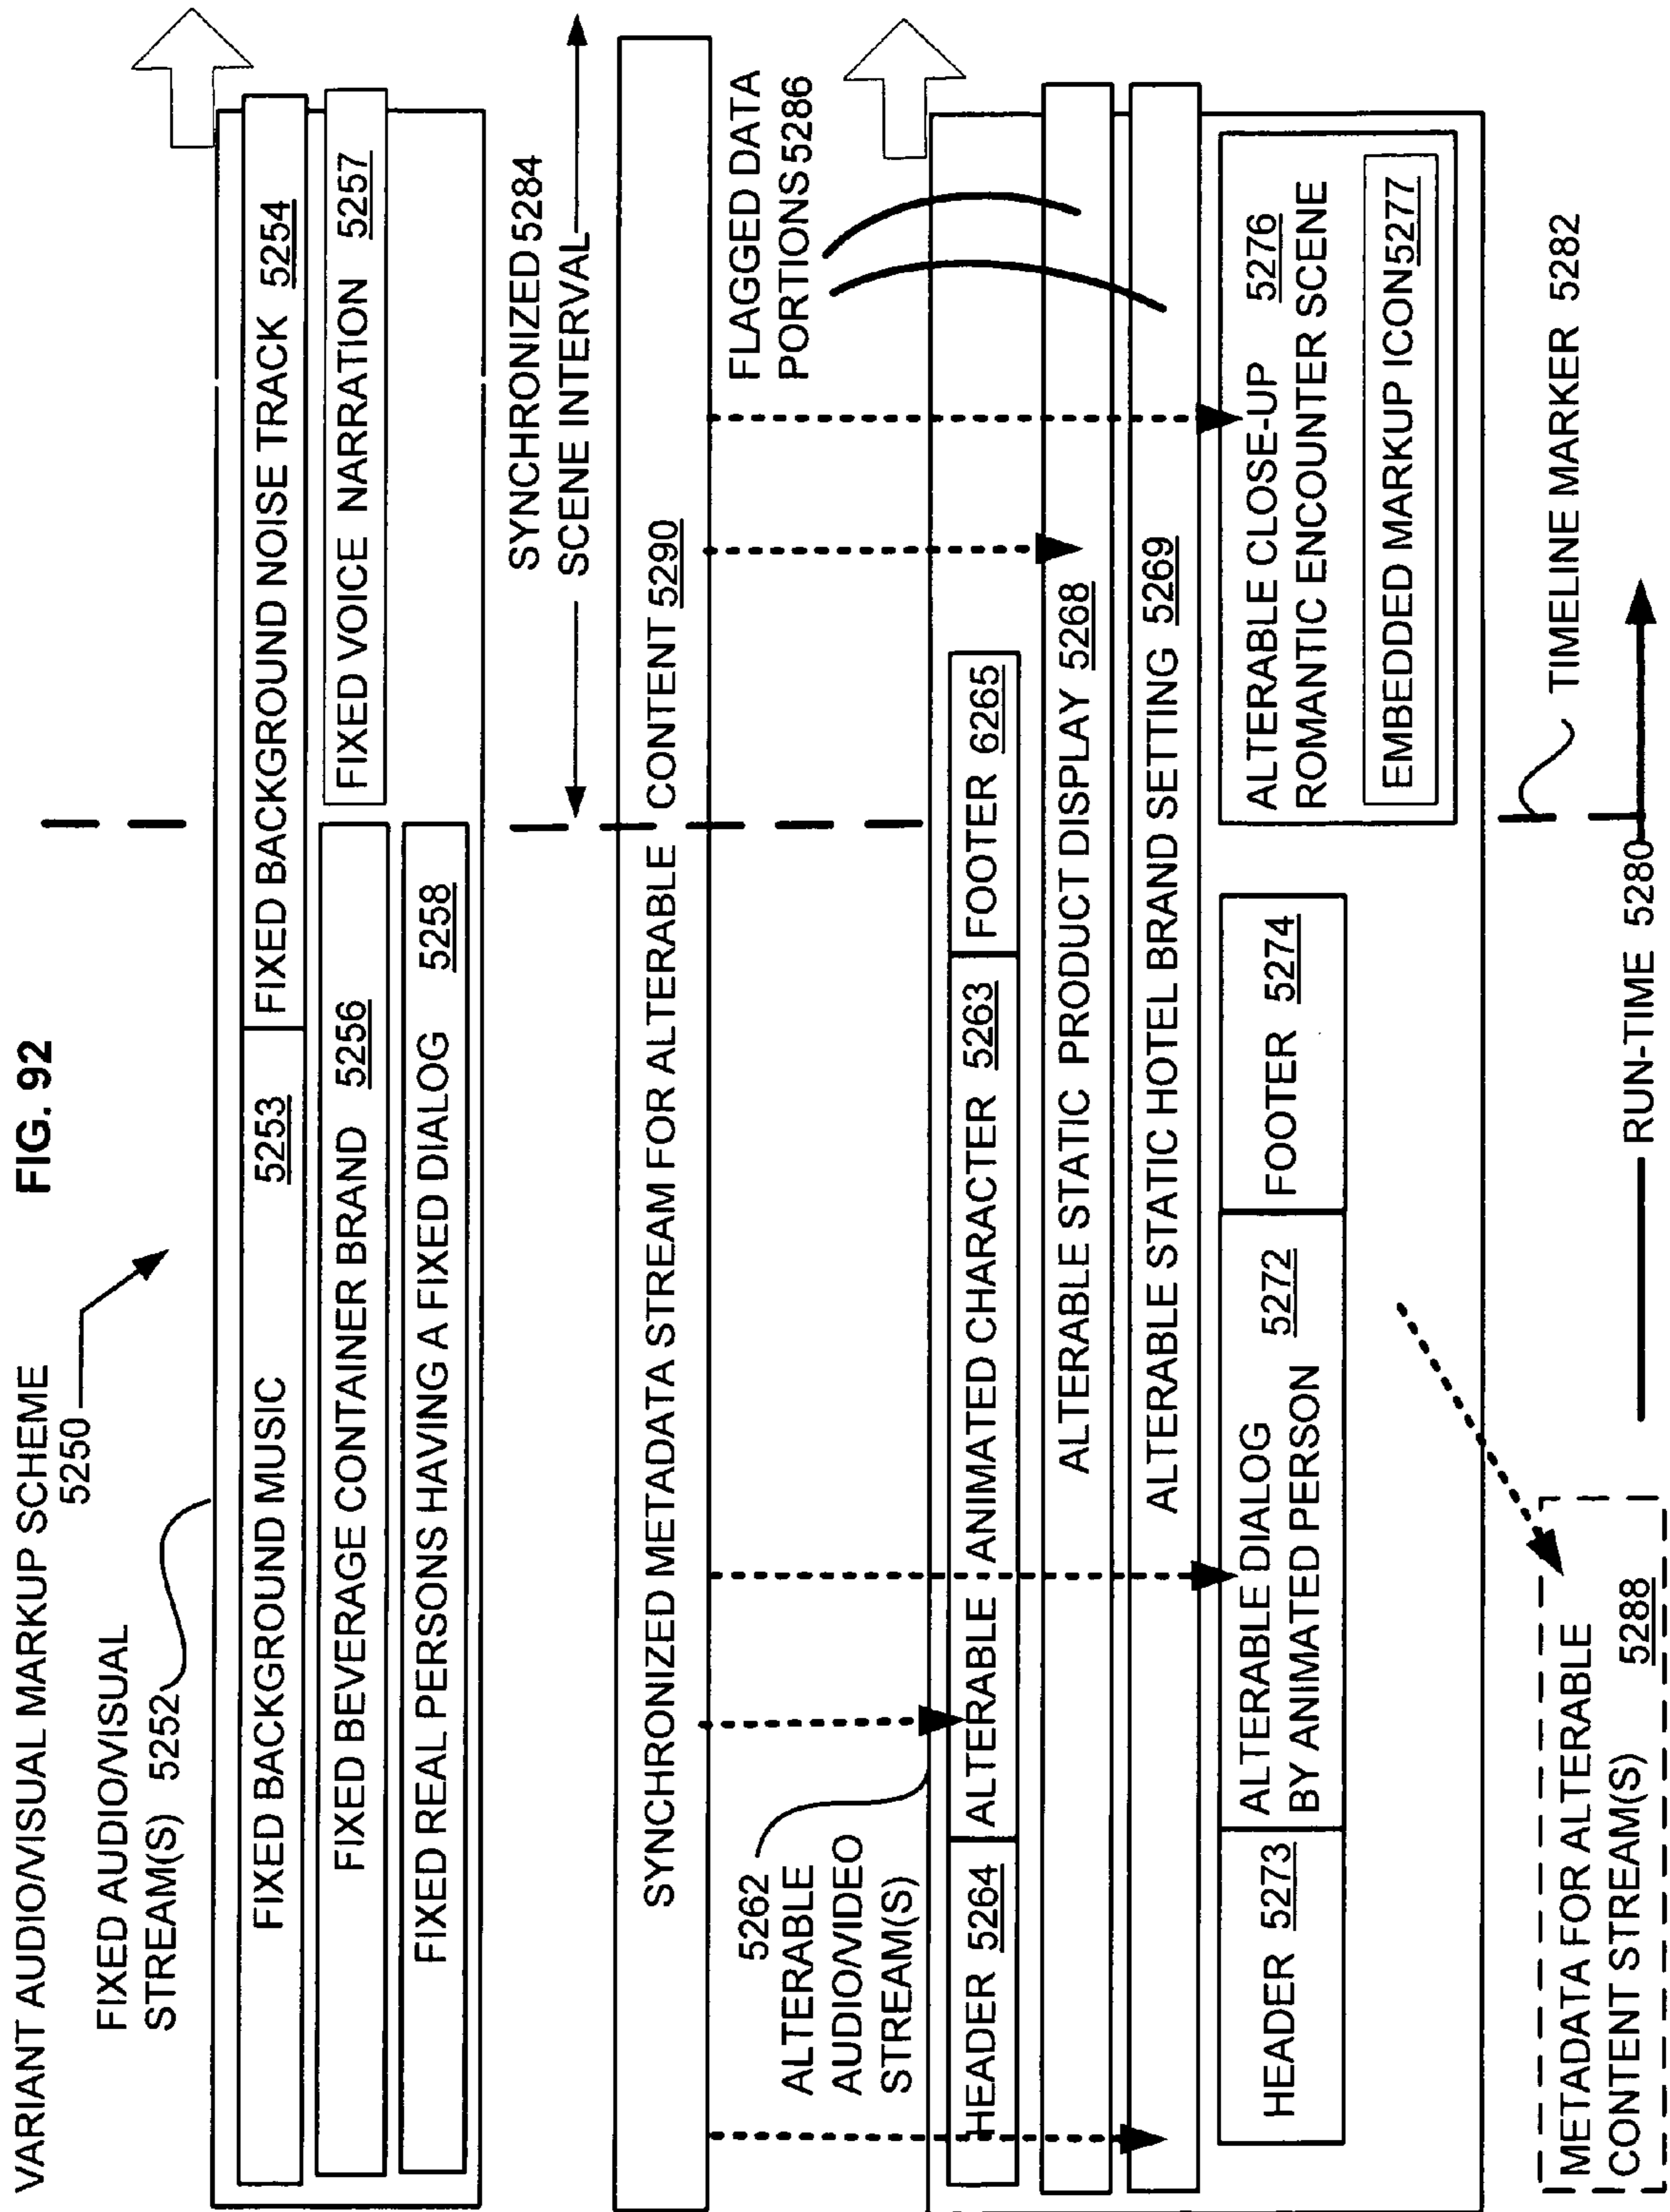 FIG. 92
VARIANT AUDIO/VISUAL MARKUP SCHEME
5250
FIXED AUDIO/VISUAL
STREAM(S) 5252
FIXED BACKGROUND MUSIC 5253
FIXED BACKGROUND NOISE TRACK 5254
FIXED BEVERAGE CONTAINER BRAND 5256
FIXED VOICE NARRATION 5257
FIXED REAL PERSONS HAVING A FIXED DIALOG 5258
SYNCHRONIZED 5284
SCENE INTERVAL
SYNCHRONIZED METADATA STREAM FOR ALTERABLE CONTENT 5290
5262
ALTERABLE
AUDIO/VIDEO
STREAM(S)
FLAGGED DATA
PORTIONS 5286
HEADER 5264
ALTERABLE ANIMATED CHARACTER 5263
FOOTER 6265
ALTERABLE STATIC PRODUCT DISPLAY 5268
ALTERABLE STATIC HOTEL BRAND SETTING 5269
HEADER 5273
ALTERABLE DIALOG
BY ANIMATED PERSON 5272
FOOTER 5274
ALTERABLE CLOSE-UP 5276
ROMANTIC ENCOUNTER SCENE
EMBEDDED MARKUP ICON 5277
TIMELINE MARKER 5282
METADATA FOR ALTERABLE
CONTENT STREAM(S) 5288
RUN-TIME 5280